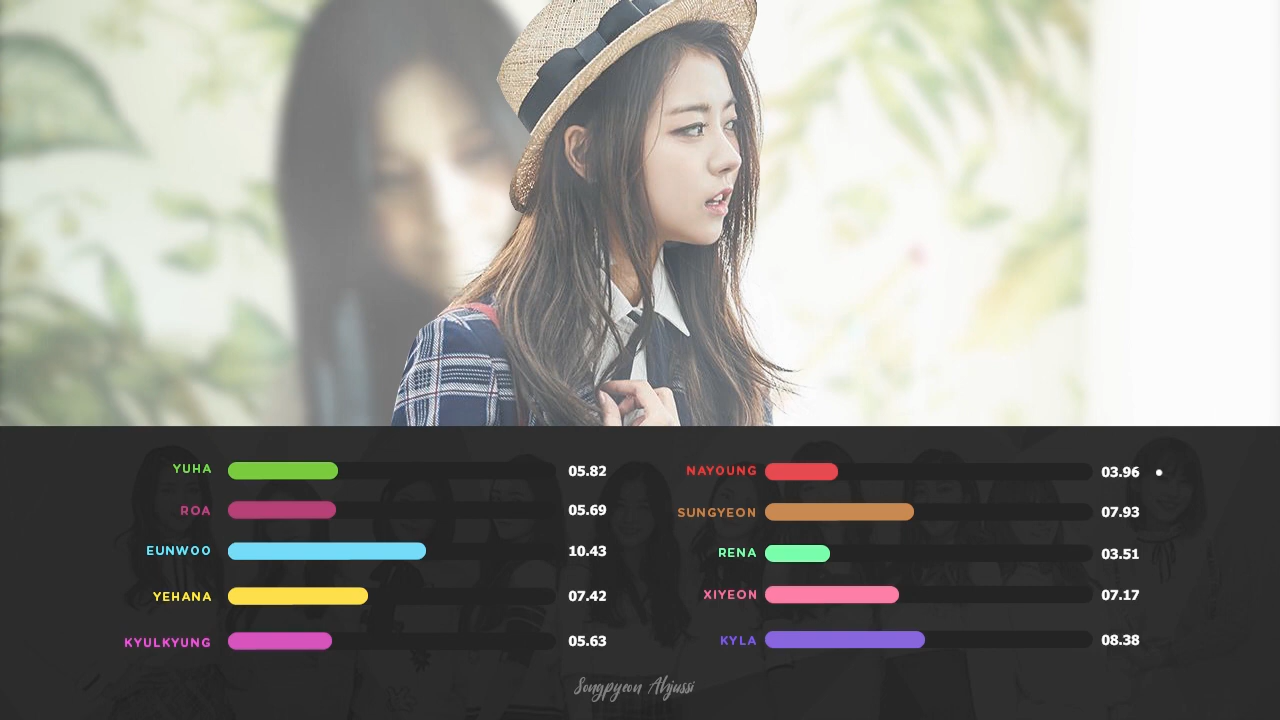 YUHA 05.82
ROA 05.69
EUNWOO 10.43
YEHANA 07.42
KYULKYUNG 05.63
NAYOUNG 03.96
SUNGYEON 07.93
RENA 03.51
XIYEON 07.17
KYLA 08.38
Songpyeon Ahjussi